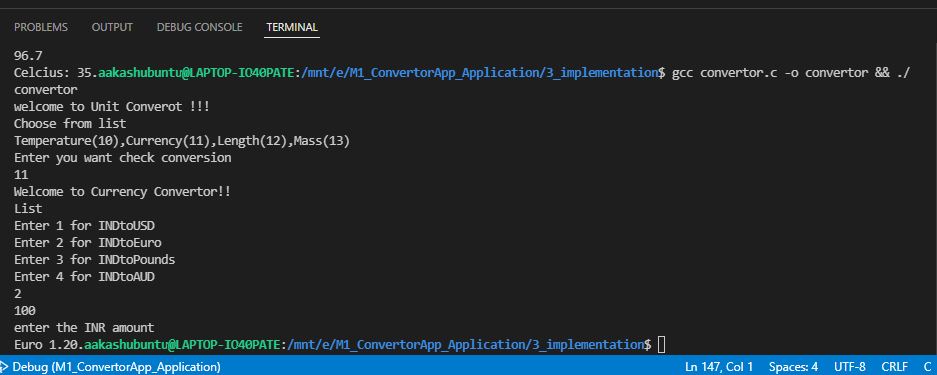 PROBLEMS OUTPUT DEBUG CONSOLE TERMINAL
96.7
Celcius: 35.aakashubuntu@LAPTOP-IO40PATE:/mnt/e/M1_ConvertorApp_Application/3_implementation$ gcc convertor.c -o convertor && ./
convertor
welcome to Unit Converot !!!
Choose from list
Temperature(10),Currency(11),Length(12),Mass(13)
Enter you want check conversion
11
Welcome to Currency Convertor!!
List
Enter 1 for INDtoUSD
Enter 2 for INDtoEuro
Enter 3 for INDtoPounds
Enter 4 for INDtoAUD
2
100
enter the INR amount
Euro 1.20.aakashubuntu@LAPTOP-IO40PATE:/mnt/e/M1_ConvertorApp_Application/3_implementation$
Debug (M1_ConvertorApp_Application) Ln 147, Col 1 Spaces: 4 UTF-8 CRLF C